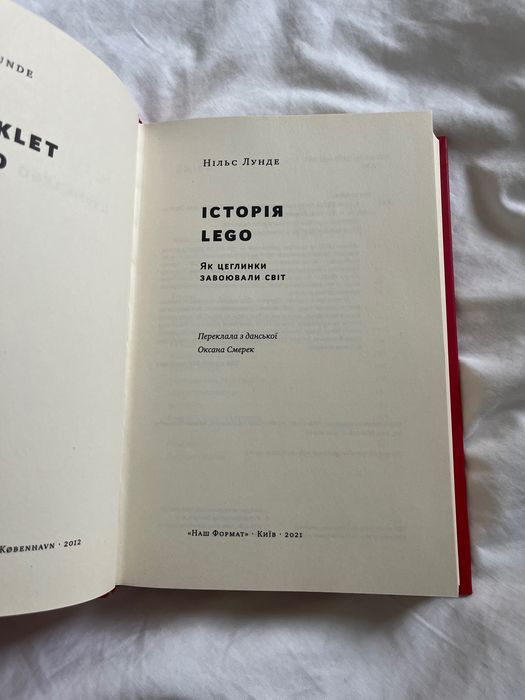 UNDE
KLET
O
København · 2012
Нільс Лунде
ІСТОРІЯ
LEGO
Як цеглинки
завоювали світ
Переклала з данської
Оксана Смерек
«Наш Формат» · Київ · 2021